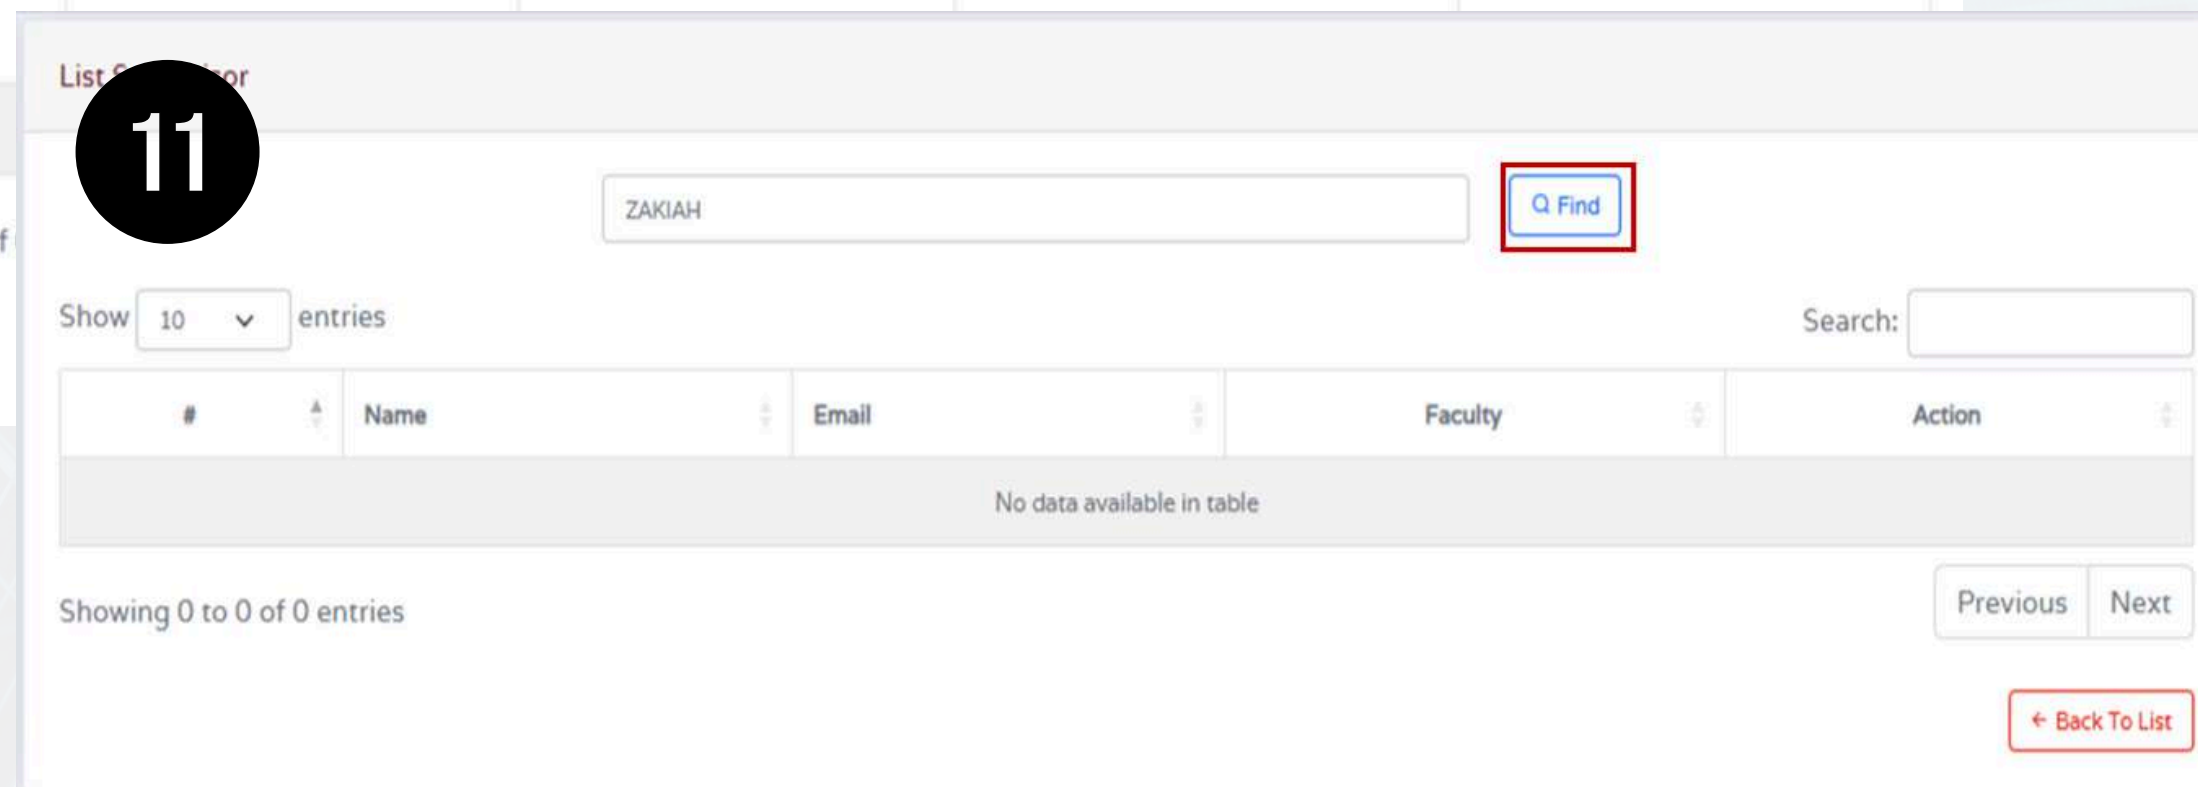 List
11
ZAKIAH
Find
Show 10 entries
Search:
# Name Email Faculty Action
No data available in table
Showing 0 to 0 of 0 entries
Previous Next
← Back To List